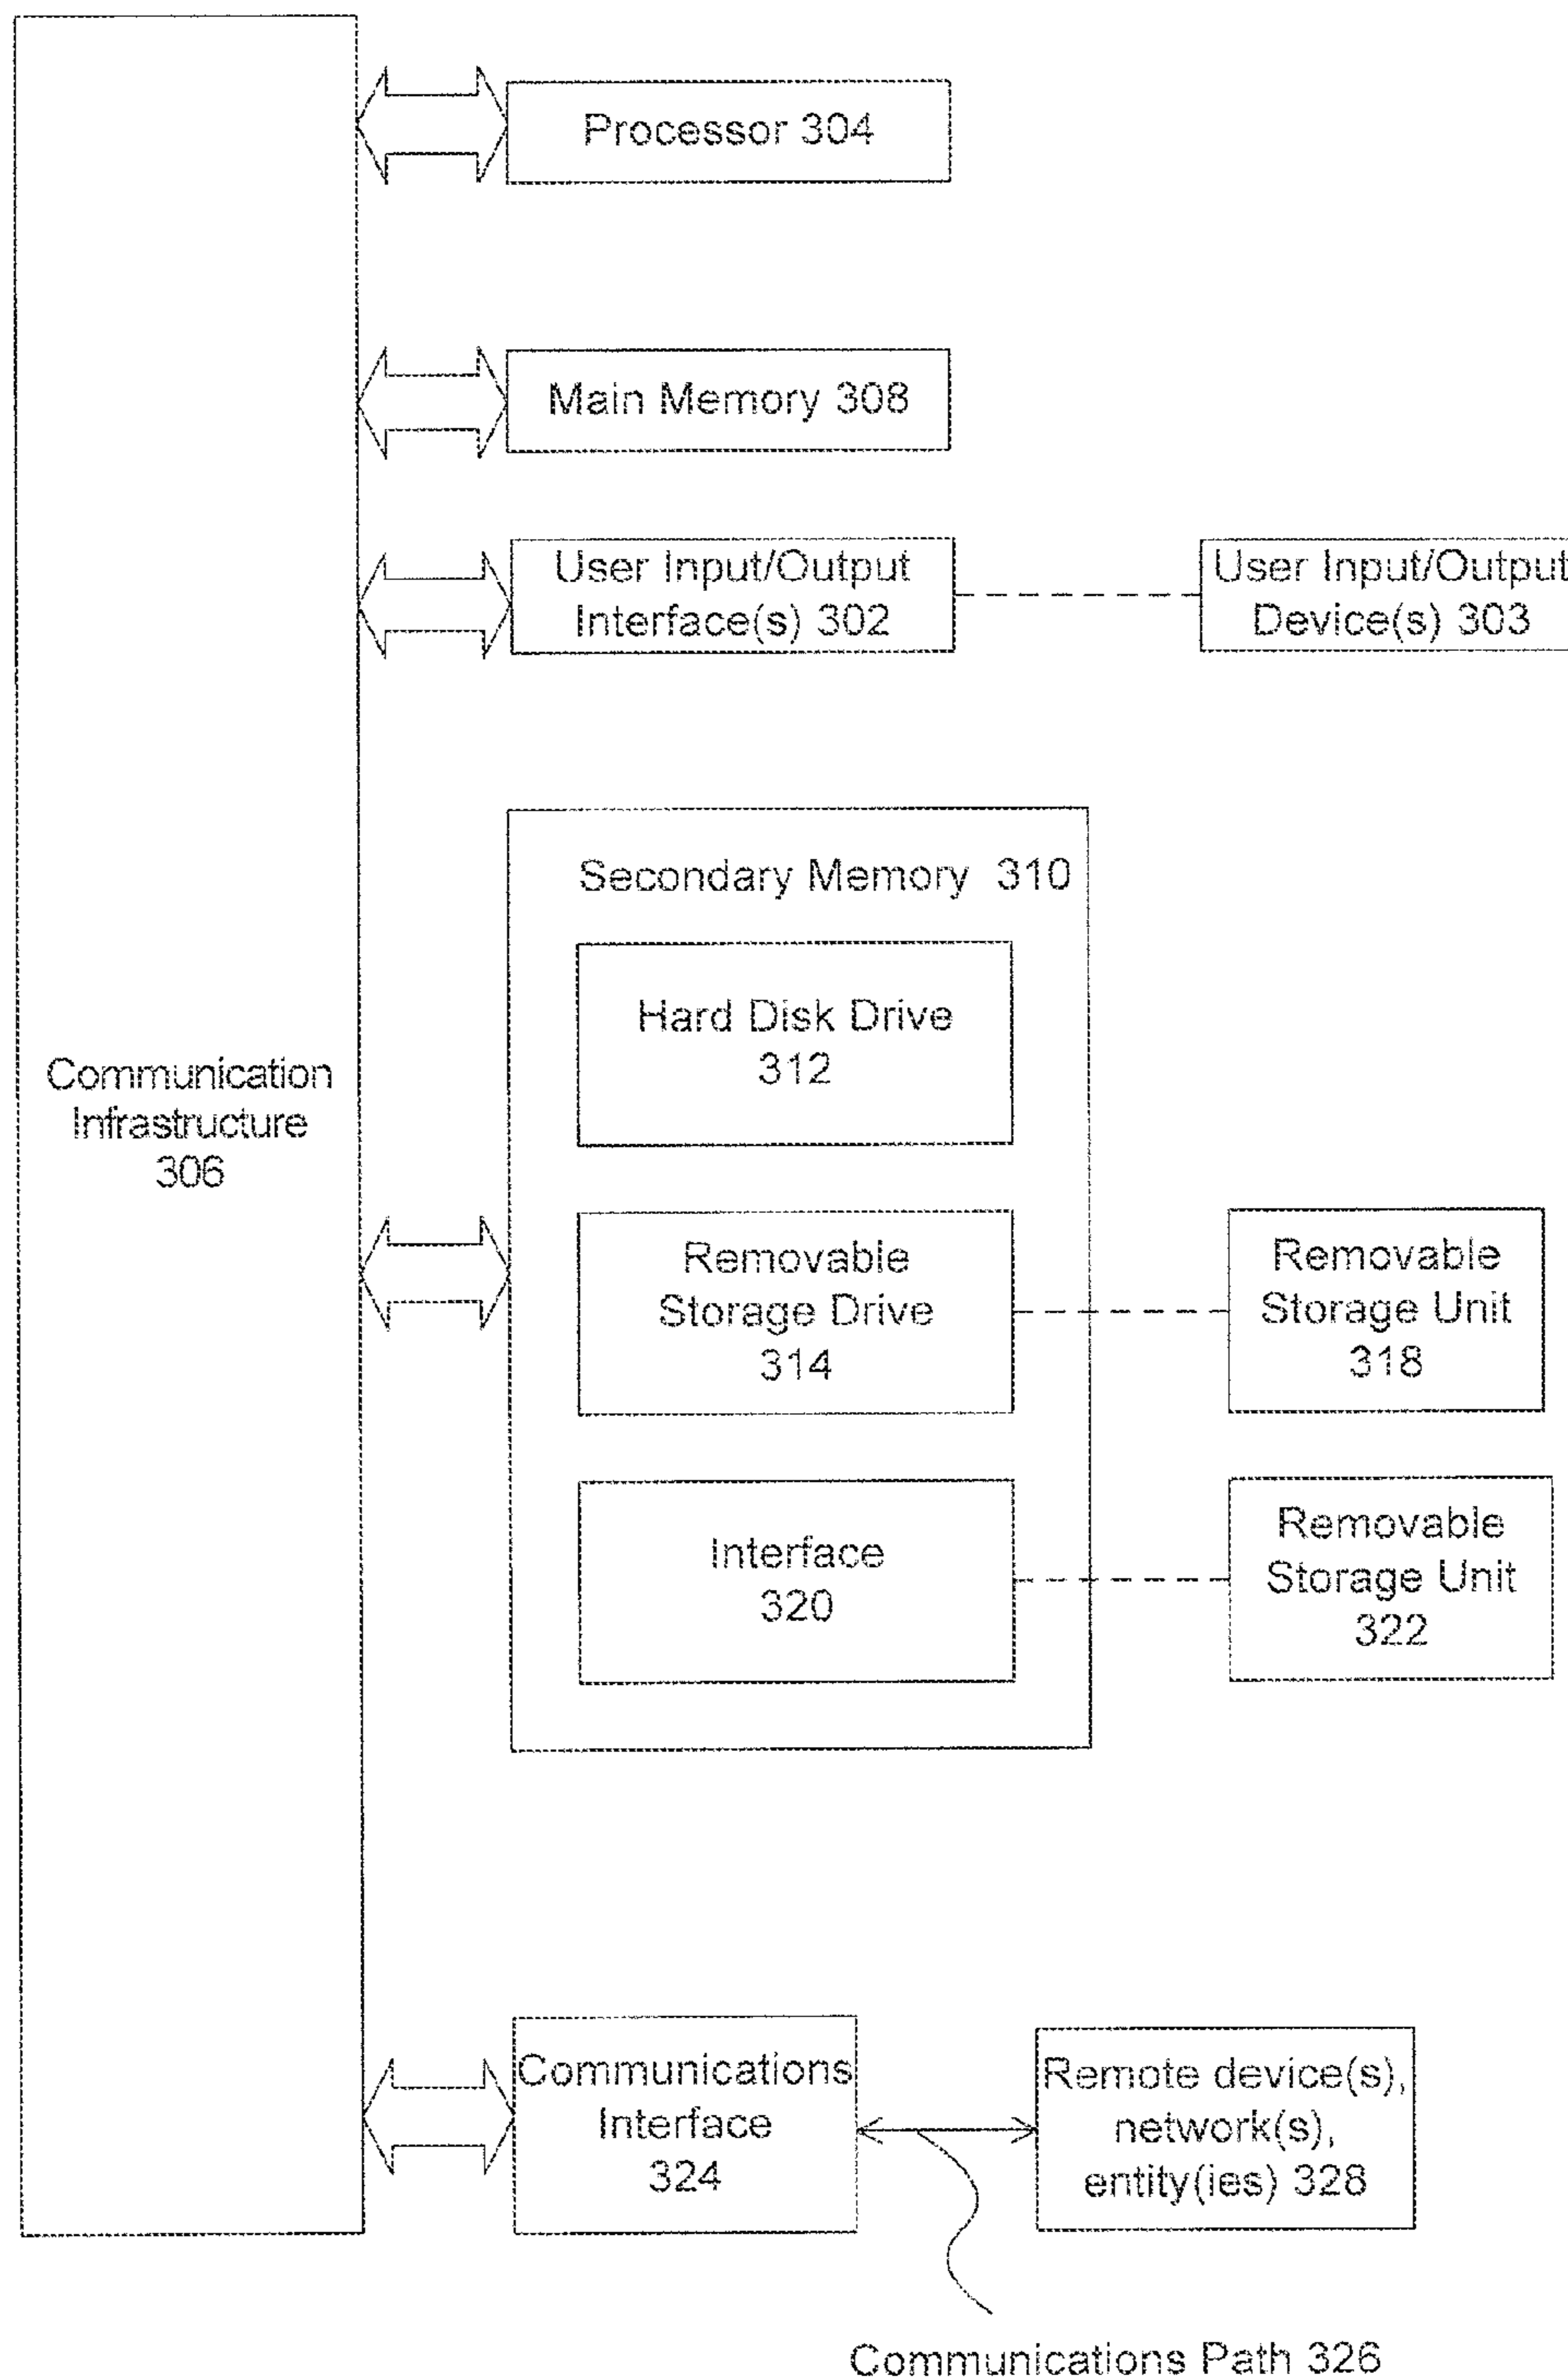 Processor 304
Main Memory 308
User Input/Output
Interface(s) 302
User Input/Output
Device(s) 303
Secondary Memory 310
Hard Disk Drive
312
Communication
Infrastructure
306
Removable
Storage Drive
314
Removable
Storage Unit
318
Interface
320
Removable
Storage Unit
322
Communications
Interface
324
Remote device(s),
network(s),
entity(ies) 328
Communications Path 326